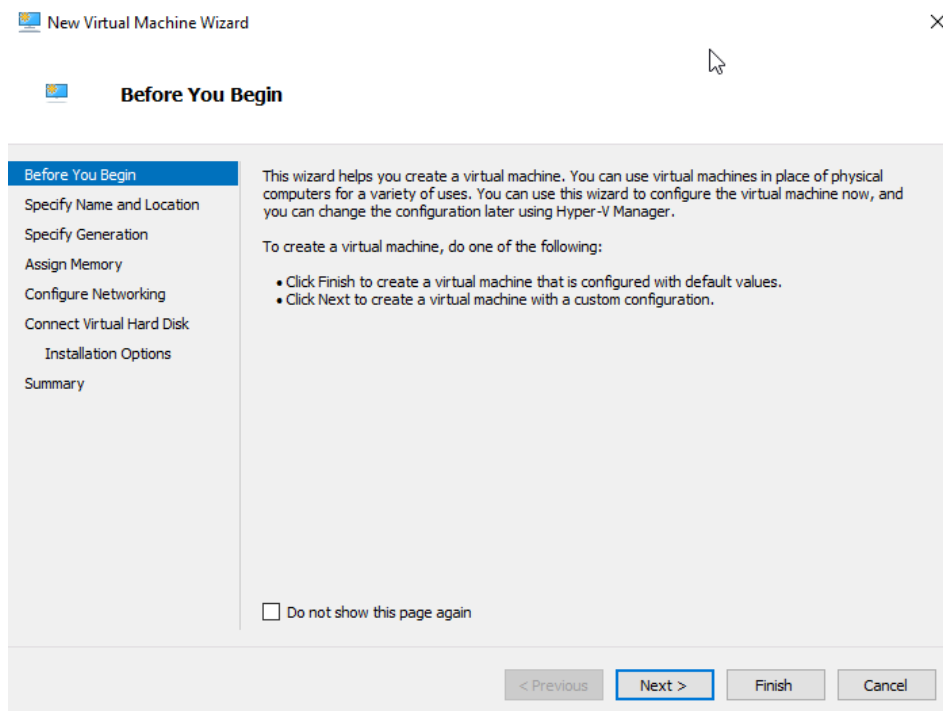 New Virtual Machine Wizard
Before You Begin
Before You Begin
Specify Name and Location
Specify Generation
Assign Memory
Configure Networking
Connect Virtual Hard Disk
Installation Options
Summary
This wizard helps you create a virtual machine. You can use virtual machines in place of physical
computers for a variety of uses. You can use this wizard to configure the virtual machine now, and
you can change the configuration later using Hyper-V Manager.
To create a virtual machine, do one of the following:
• Click Finish to create a virtual machine that is configured with default values.
• Click Next to create a virtual machine with a custom configuration.
Do not show this page again
< Previous
Next >
Finish
Cancel